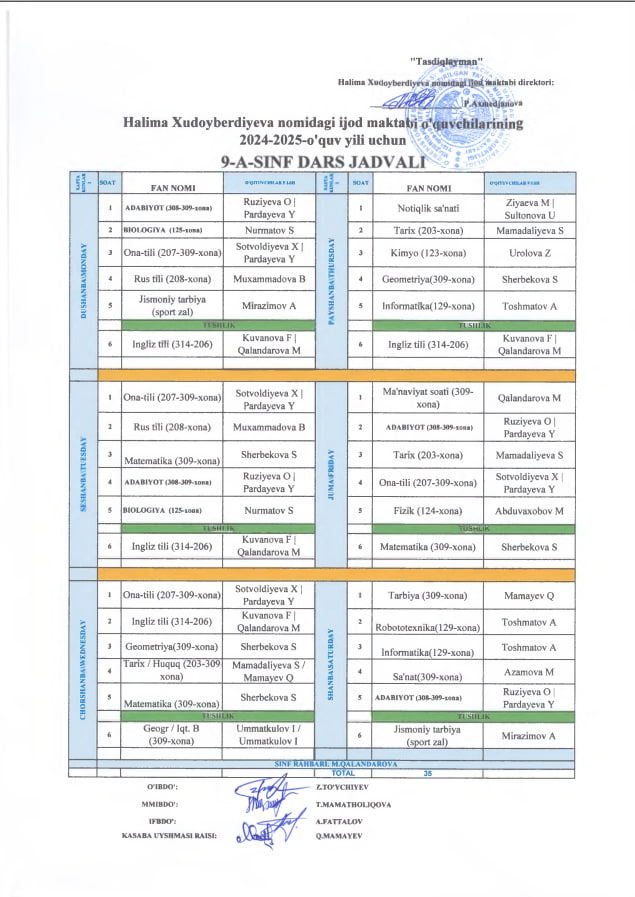 "Tasdiqlayman"
Halima Xudoyberdiyeva nomidagi ijod maktabi direktori:
P.Axmedjanova
Halima Xudoyberdiyeva nomidagi ijod maktabi o'quvchilarining
2024-2025-o'quv yili uchun
9-A-SINF DARS JADVALI
SOAT FAN NOMI
DUSHANBA\MONDAY
1 ADABIYOT (308-309-xona) Ruziyeva O | Pardayeva Y
2 BIOLOGIYA (125-xona) Nurmatov S
3 Ona-tili (207-309-xona) Sotvoldiyeva X | Pardayeva Y
4 Rus tili (208-xona) Muxammadova B
5 Jismoniy tarbiya (sport zal) Mirazimov A
TUSHLIK
6 Ingliz tili (314-206) Kuvanova F | Qalandarova M
SESHANBA\TUESDAY
1 Ona-tili (207-309-xona) Sotvoldiyeva X | Pardayeva Y
2 Rus tili (208-xona) Muxammadova B
3 Matematika (309-xona) Sherbekova S
4 ADABIYOT (308-309-xona) Ruziyeva O | Pardayeva Y
5 BIOLOGIYA (125-xona) Nurmatov S
TUSHLIK
6 Ingliz tili (314-206) Kuvanova F | Qalandarova M
CHORSHANBA\WEDNESDAY
1 Ona-tili (207-309-xona) Sotvoldiyeva X | Pardayeva Y
2 Ingliz tili (314-206) Kuvanova F | Qalandarova M
3 Geometriya(309-xona) Sherbekova S
4 Tarix / Huquq (203-309 xona) Mamadaliyeva S / Mamayev Q
5 Matematika (309-xona) Sherbekova S
TUSHLIK
6 Geogr / Iqt. B (309-xona) Ummatkulov I / Ummatkulov I
SOAT FAN NOMI
PAYSHANBA\THURSDAY
1 Notiqlik sa'nati Ziyaeva M | Sultonova U
2 Tarix (203-xona) Mamadaliyeva S
3 Kimyo (123-xona) Urolova Z
4 Geometriya(309-xona) Sherbekova S
5 Informatika(129-xona) Toshmatov A
TUSHLIK
6 Ingliz tili (314-206) Kuvanova F | Qalandarova M
JUMA\FRIDAY
1 Ma'naviyat soati (309-xona) Qalandarova M
2 ADABIYOT (308-309-xona) Ruziyeva O | Pardayeva Y
3 Tarix (203-xona) Mamadaliyeva S
4 Ona-tili (207-309-xona) Sotvoldiyeva X | Pardayeva Y
5 Fizik (124-xona) Abduvaxobov M
TUSHLIK
6 Matematika (309-xona) Sherbekova S
SHANBA\SATURDAY
1 Tarbiya (309-xona) Mamayev Q
2 Robototexnika(129-xona) Toshmatov A
3 Informatika(129-xona) Toshmatov A
4 Sa'nat(309-xona) Azamova M
5 ADABIYOT (308-309-xona) Ruziyeva O | Pardayeva Y
TUSHLIK
6 Jismoniy tarbiya (sport zal) Mirazimov A
SINF RAHBARI. M.QALANDAROVA
TOTAL 35
O'IBDO': Z.TO'YCHIYEV
MMIBDO': T.MAMATHOLIQOVA
IFBDO': A.FATTALOV
KASABA UYSHMASI RAISI: Q.MAMAYEV